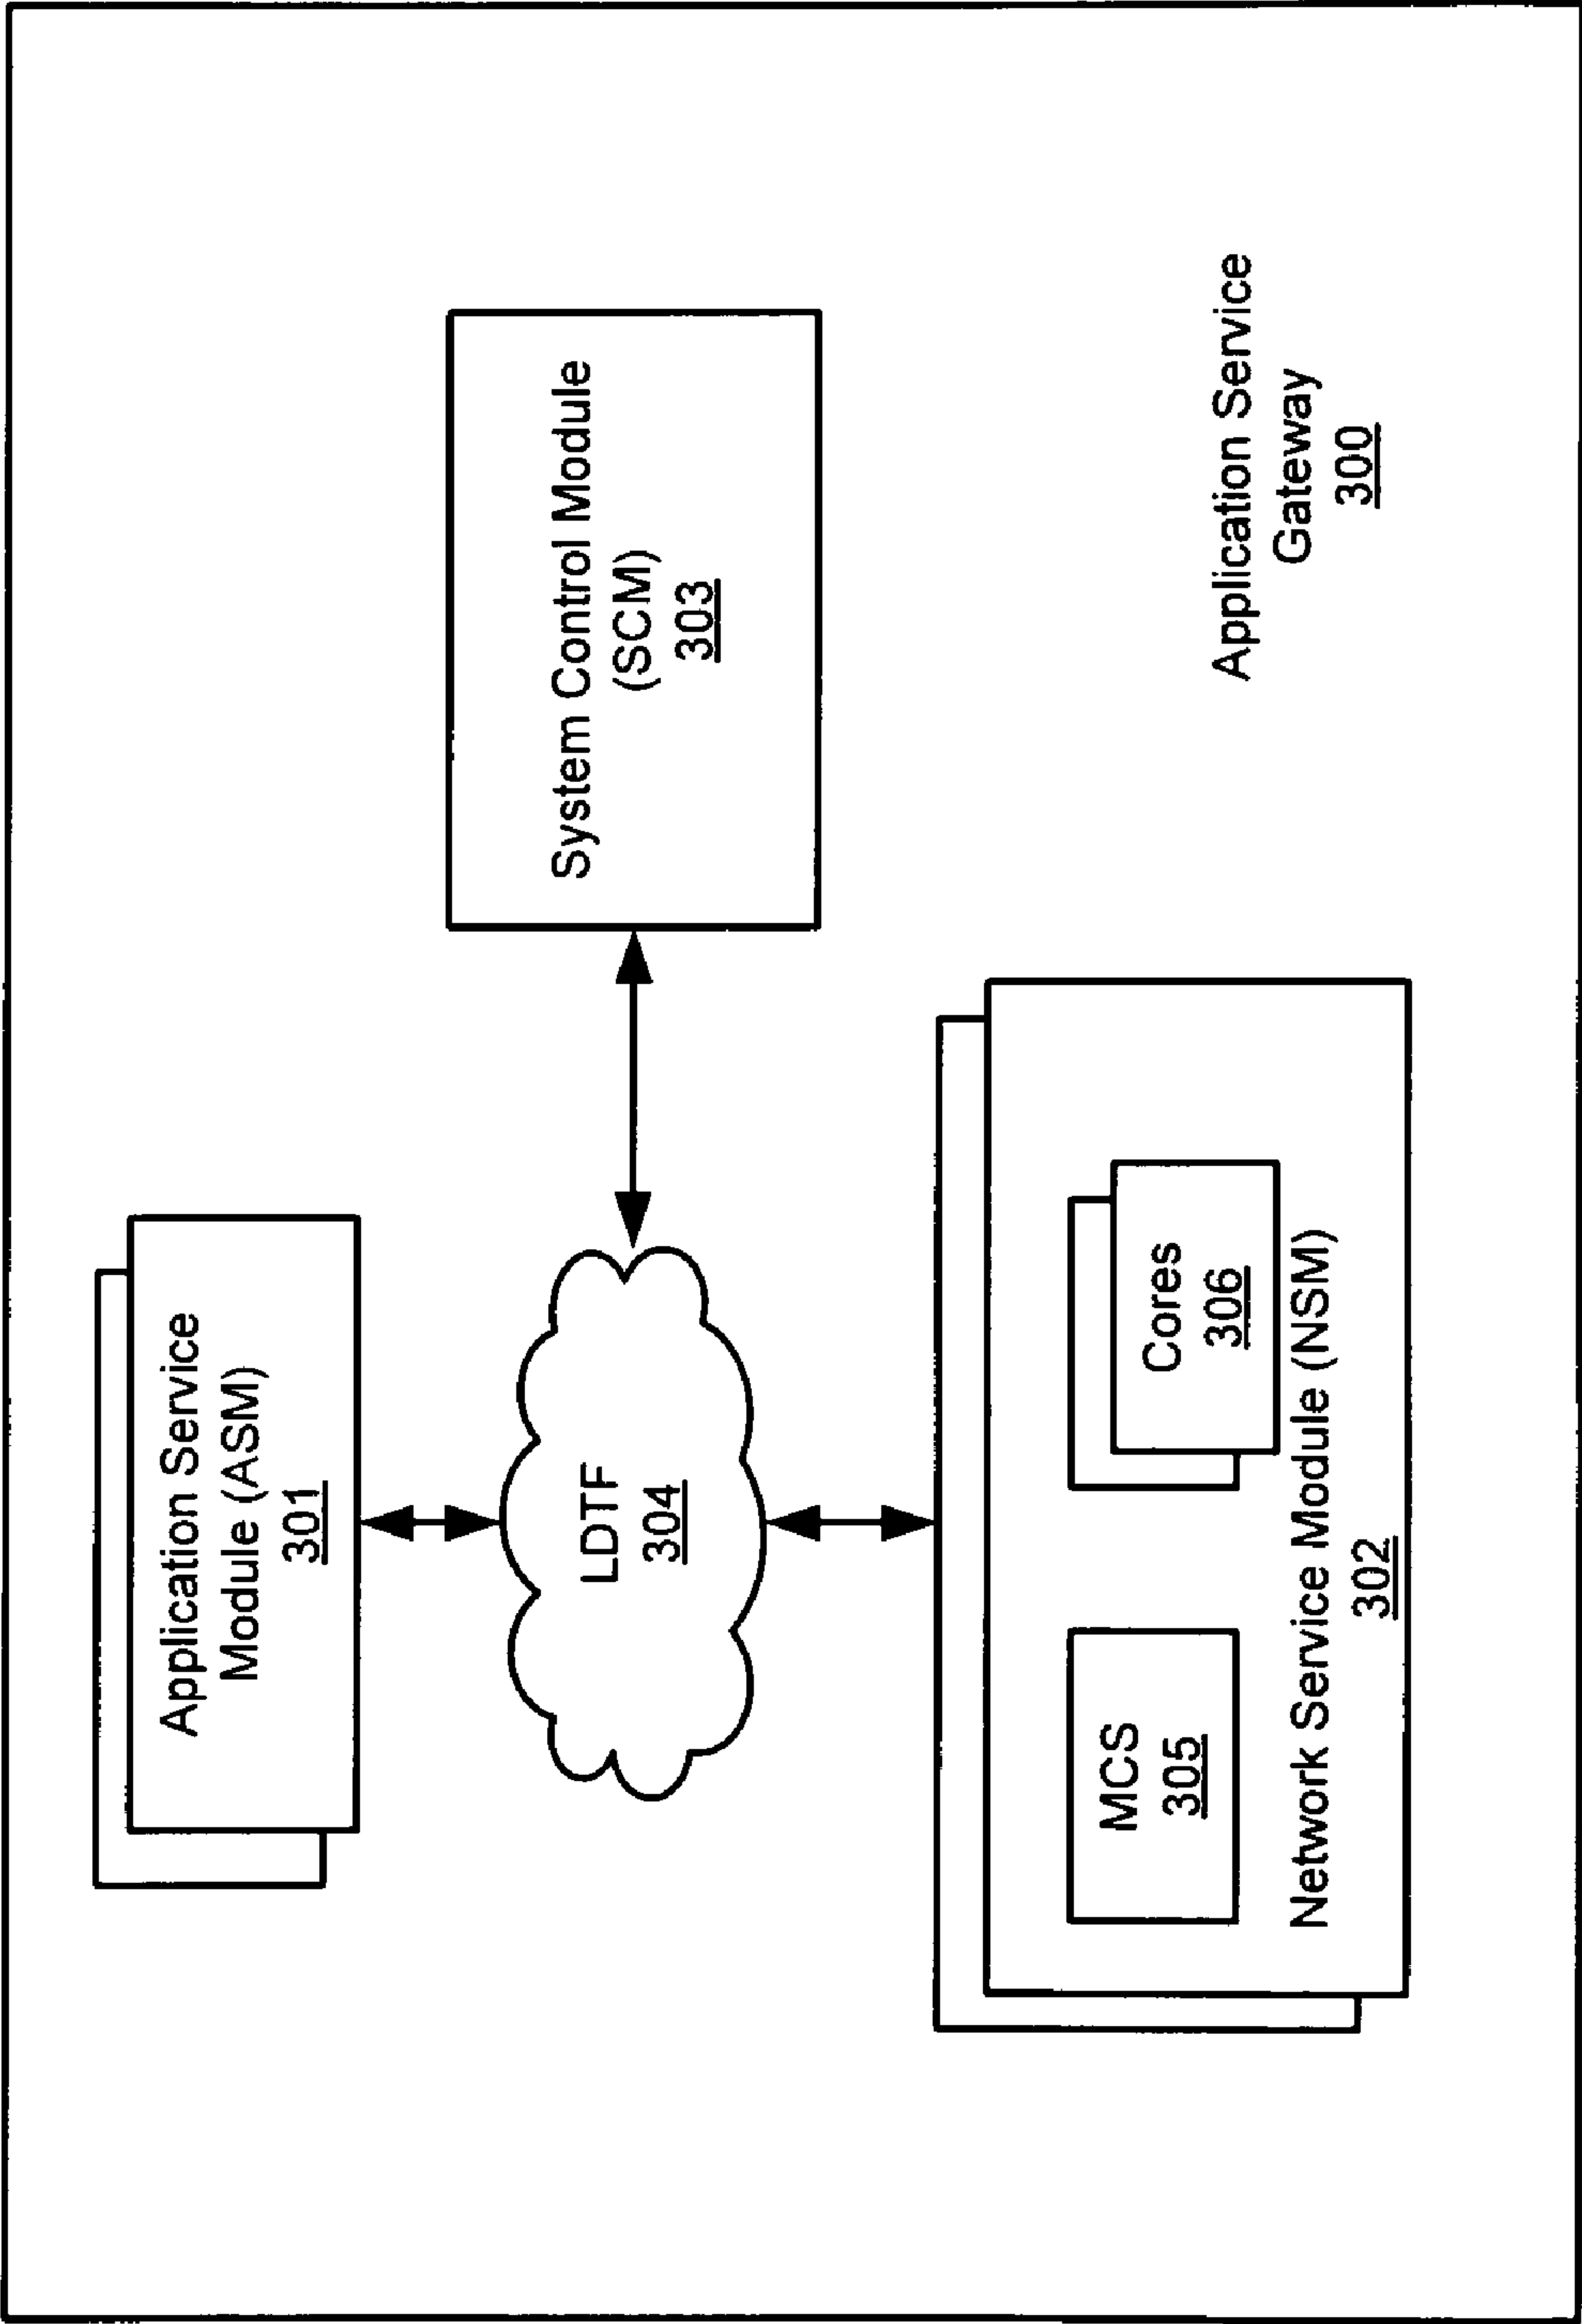 Application Service
Module (ASM)
301
LDTF
304
System Control Module
(SCM)
303
MCS
305
Cores
306
Network Service Module (NSM)
302
Application Service
Gateway
300